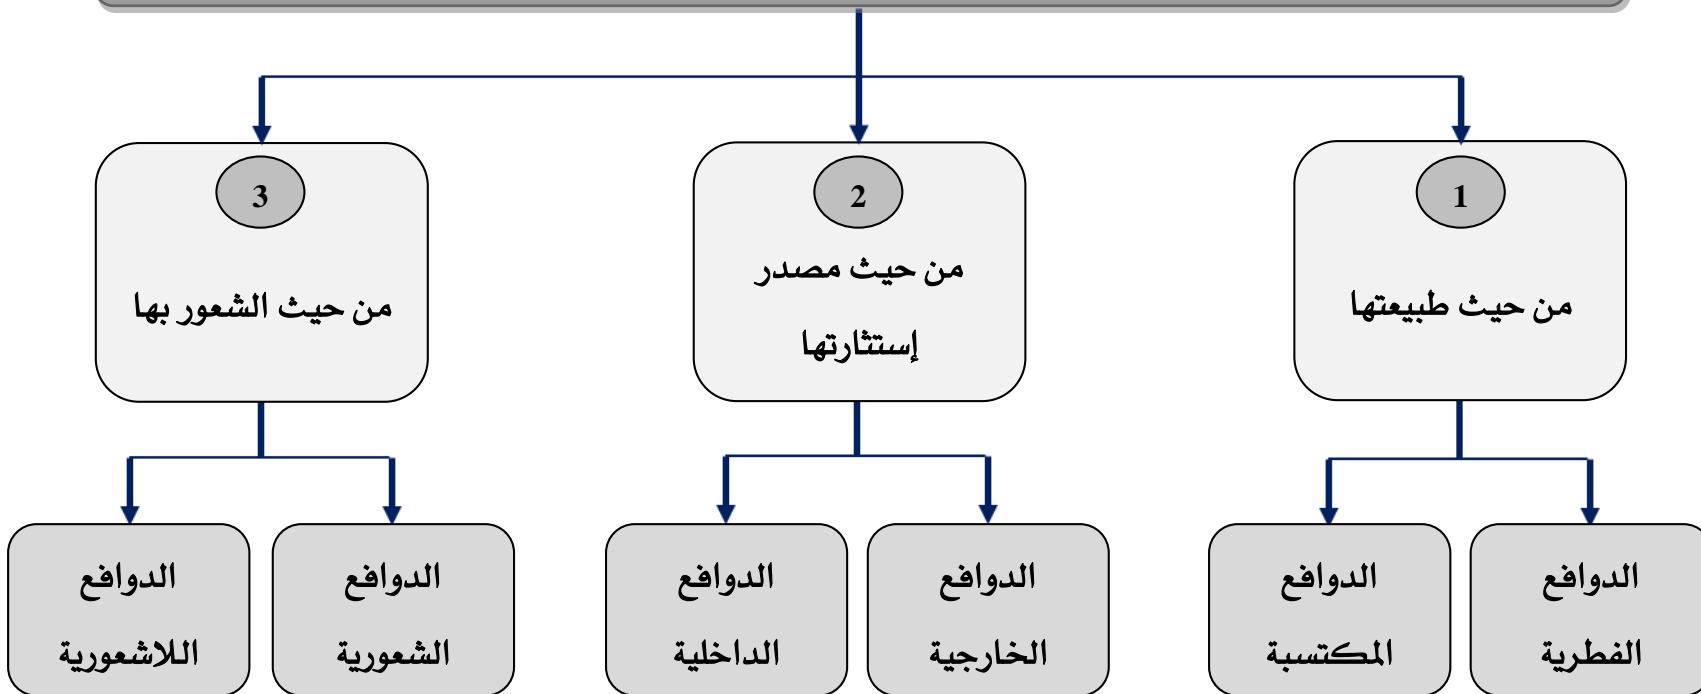 1
من حيث طبيعتها
2
من حيث مصدر
إستثارتها
3
من حيث الشعور بها
الدوافع
الفطرية
الدوافع
المكتسبة
الدوافع
الخارجية
الدوافع
الداخلية
الدوافع
الشعورية
الدوافع
اللاشعورية